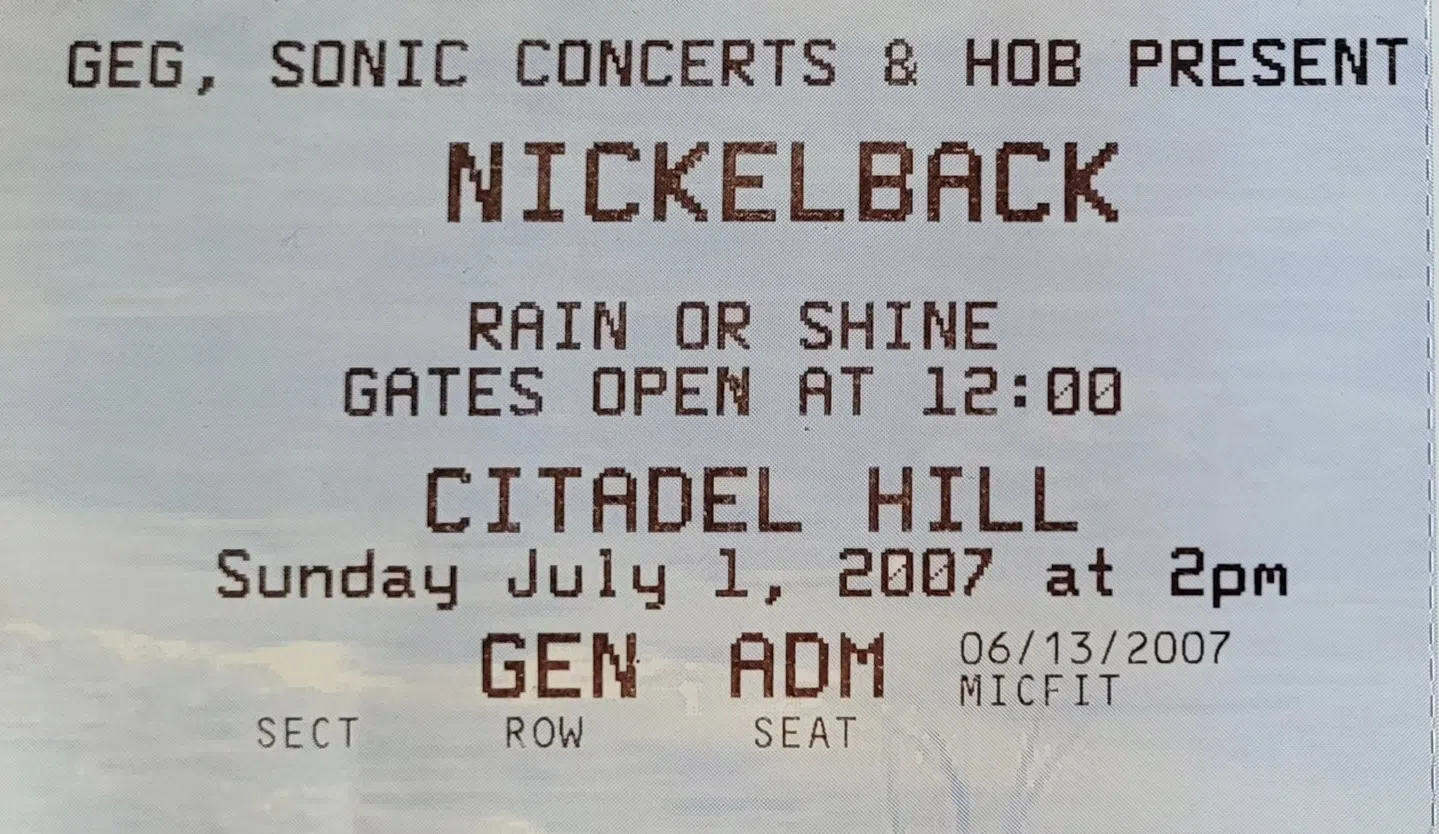 GEG, SONIC CONCERTS & HOB PRESENT
NICKELBACK
RAIN OR SHINE
GATES OPEN AT 12:00
CITADEL HILL
Sunday July 1, 2007 at 2pm
GEN ADM 06/13/2007
MICFIT
SECT ROW SEAT